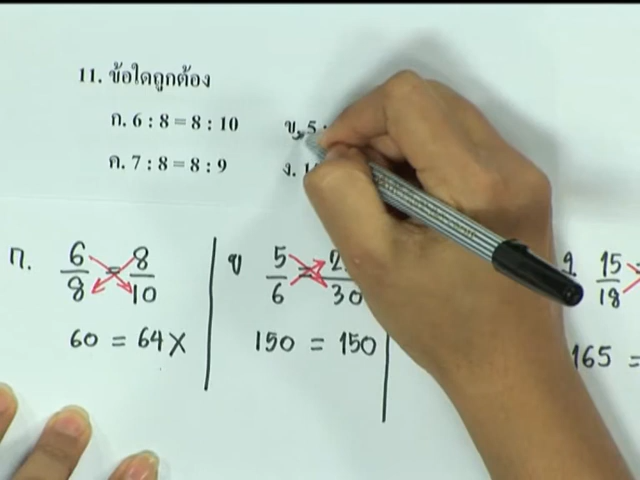 11. ข้อใดถูกต้อง
ก. 6 : 8 = 8 : 10 ข. 5 :
ค. 7 : 8 = 8 : 9 ง.
ก. 6/8 = 8/10
60 = 64 X
ข 5/6 = 30
150 = 150
15/18
165 =